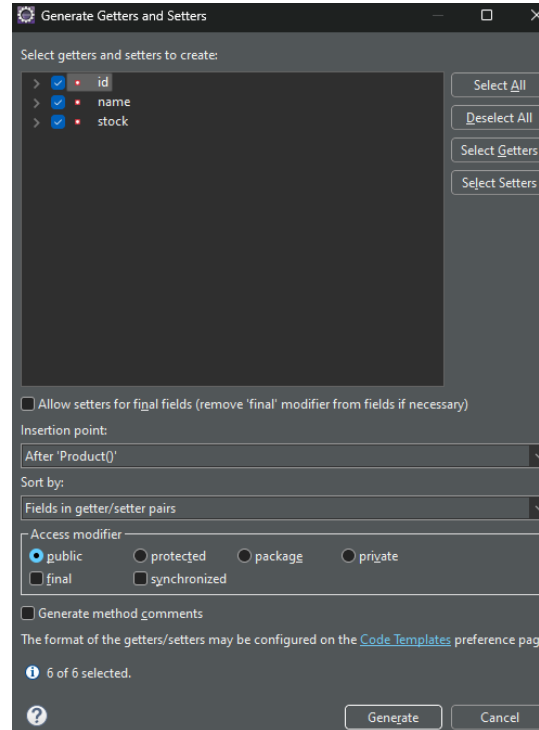 Generate Getters and Setters
Select getters and setters to create:
id
name
stock
Select All
Deselect All
Select Getters
Select Setters
Allow setters for final fields (remove 'final' modifier from fields if necessary)
Insertion point:
After 'Product()'
Sort by:
Fields in getter/setter pairs
Access modifier
public protected package private
final synchronized
Generate method comments
The format of the getters/setters may be configured on the Code Templates preference pag
6 of 6 selected.
Generate Cancel